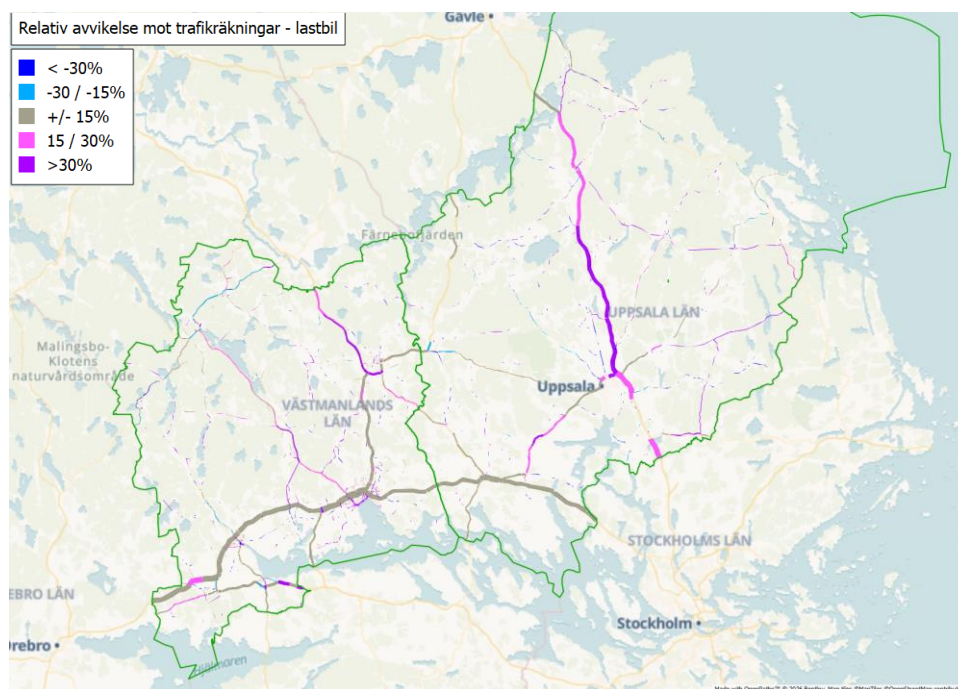 Relativ avvikelse mot trafikräkningar - lastbil
< -30%
-30 / -15%
+/- 15%
15 / 30%
>30%
Gävle
Färnebofjärden
UPPSALA LÄN
Malingsbo-
Klotens
naturvårdsområde
Uppsala
VÄSTMANLANDS
LÄN
STOCKHOLMS LÄN
EBRO LÄN
Stockholm
Örebro
Hjälmaren